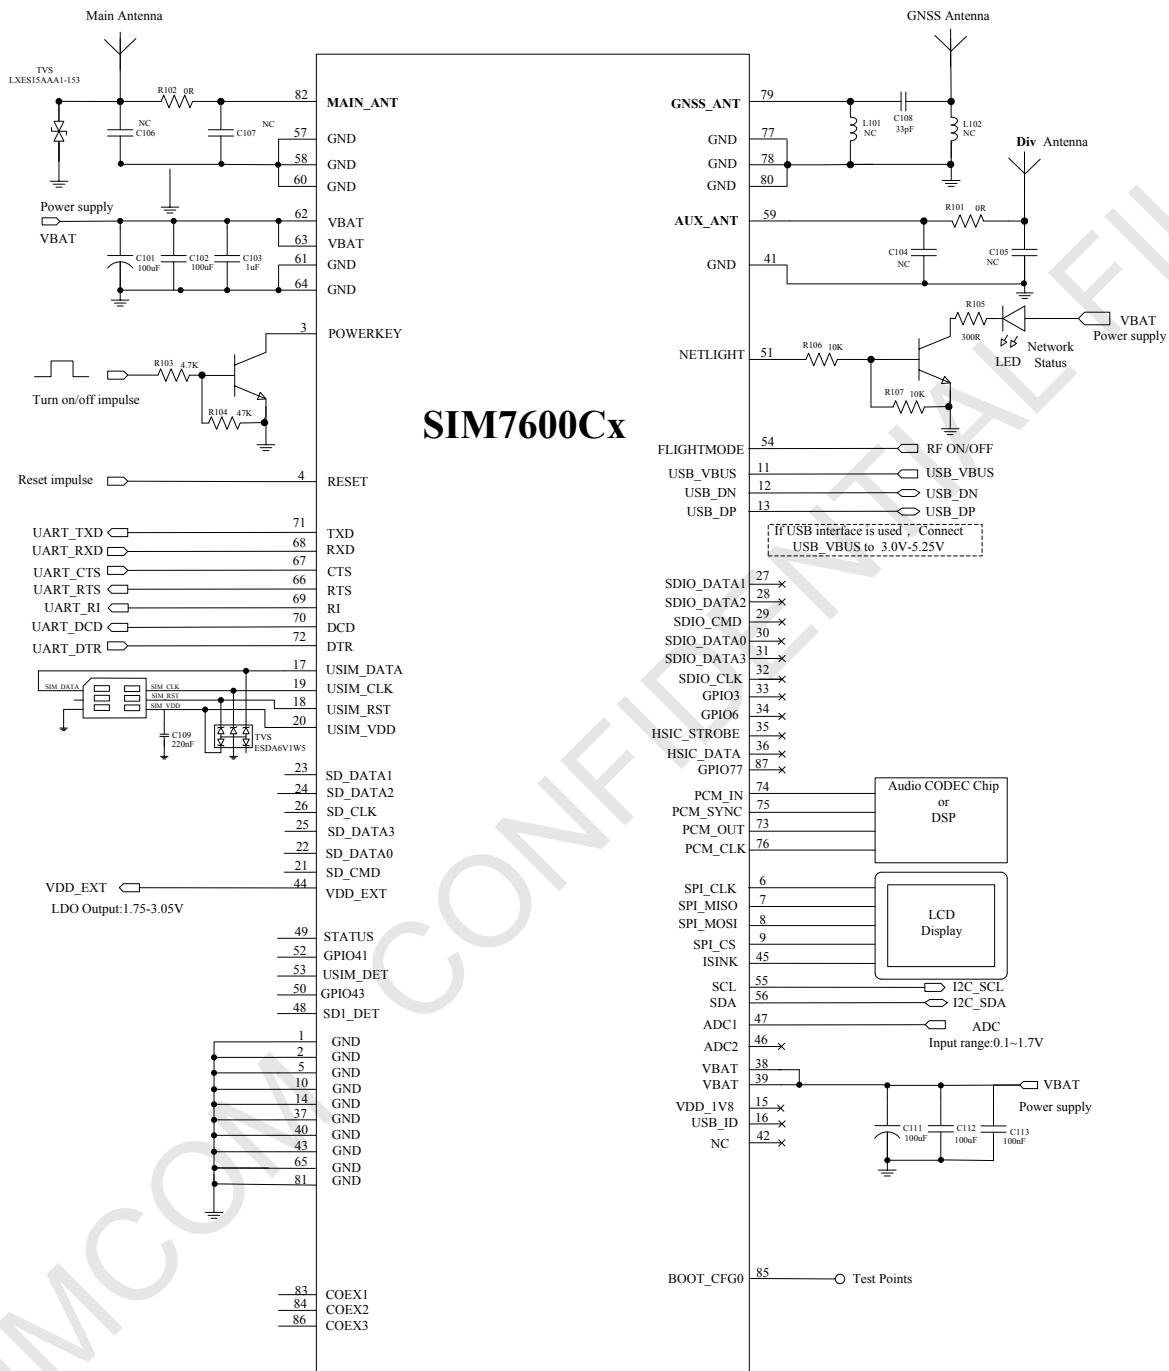 Main Antenna
TVS
LXES15AAA1-153
R102 0R
NC
C106
NC
C107
82 MAIN_ANT
57 GND
58 GND
60 GND
Power supply
VBAT
62 VBAT
63 VBAT
61 GND
64 GND
C101
100uF
C102
100uF
C103
1uF
3 POWERKEY
R103 4.7K
Turn on/off impulse
R104 47K
Reset impulse
4 RESET
UART_TXD 71 TXD
UART_RXD 68 RXD
UART_CTS 67 CTS
UART_RTS 66 RTS
UART_RI 69 RI
UART_DCD 70 DCD
UART_DTR 72 DTR
17 USIM_DATA
19 USIM_CLK
18 USIM_RST
20 USIM_VDD
SIM_DATA
SIM_CLK
SIM_RST
SIM_VDD
C109
220nF
TVS
ESDA6V1W5
23 SD_DATA1
24 SD_DATA2
26 SD_CLK
25 SD_DATA3
22 SD_DATA0
21 SD_CMD
VDD_EXT 44 VDD_EXT
LDO Output:1.75-3.05V
49 STATUS
52 GPIO41
53 USIM_DET
50 GPIO43
48 SD1_DET
1 GND
2 GND
5 GND
10 GND
14 GND
37 GND
40 GND
43 GND
65 GND
81 GND
83 COEX1
84 COEX2
86 COEX3
SIM7600Cx
GNSS Antenna
GNSS_ANT 79
GND 77
GND 78
GND 80
L101
NC
C108
33pF
L102
NC
Div Antenna
AUX_ANT 59
R101 0R
C104
NC
C105
NC
GND 41
NETLIGHT 51
R106 10K
R107 10K
R105
300R
LED
Network
Status
VBAT
Power supply
FLIGHTMODE 54 RF ON/OFF
USB_VBUS 11 USB_VBUS
USB_DN 12 USB_DN
USB_DP 13 USB_DP
If USB interface is used , Connect
USB_VBUS to 3.0V-5.25V
SDIO_DATA1 27
SDIO_DATA2 28
SDIO_CMD 29
SDIO_DATA0 30
SDIO_DATA3 31
SDIO_CLK 32
GPIO3 33
GPIO6 34
HSIC_STROBE 35
HSIC_DATA 36
GPIO77 87
PCM_IN 74
PCM_SYNC 75
PCM_OUT 73
PCM_CLK 76
Audio CODEC Chip
or
DSP
SPI_CLK 6
SPI_MISO 7
SPI_MOSI 8
SPI_CS 9
ISINK 45
LCD
Display
SCL 55 I2C_SCL
SDA 56 I2C_SDA
ADC1 47 ADC
Input range:0.1~1.7V
ADC2 46
VBAT 38
VBAT 39 VBAT
Power supply
VDD_1V8 15
USB_ID 16
NC 42
C111
100uF
C112
100uF
C113
100nF
BOOT_CFG0 85 Test Points
IMCOM CONFIDENTIAL FIL